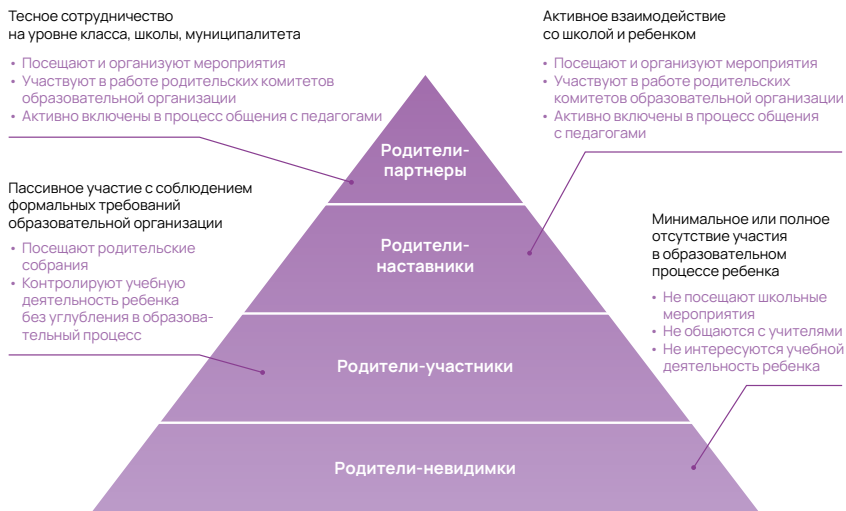 Тесное сотрудничество
на уровне класса, школы, муниципалитета
• Посещают и организуют мероприятия
• Участвуют в работе родительских комитетов
образовательной организации
• Активно включены в процесс общения с педагогами
Активное взаимодействие
со школой и ребенком
• Посещают и организуют мероприятия
• Участвуют в работе родительских
комитетов образовательной организации
• Активно включены в процесс общения
с педагогами
Родители-
партнеры
Пассивное участие с соблюдением
формальных требований
образовательной организации
• Посещают родительские
собрания
• Контролируют учебную
деятельность ребенка
без углубления в образова-
тельный процесс
Родители-
наставники
Минимальное или полное
отсутствие участия
в образовательном
процессе ребенка
• Не посещают школьные
мероприятия
• Не общаются с учителями
• Не интересуются учебной
деятельность ребенка
Родители-участники
Родители-невидимки